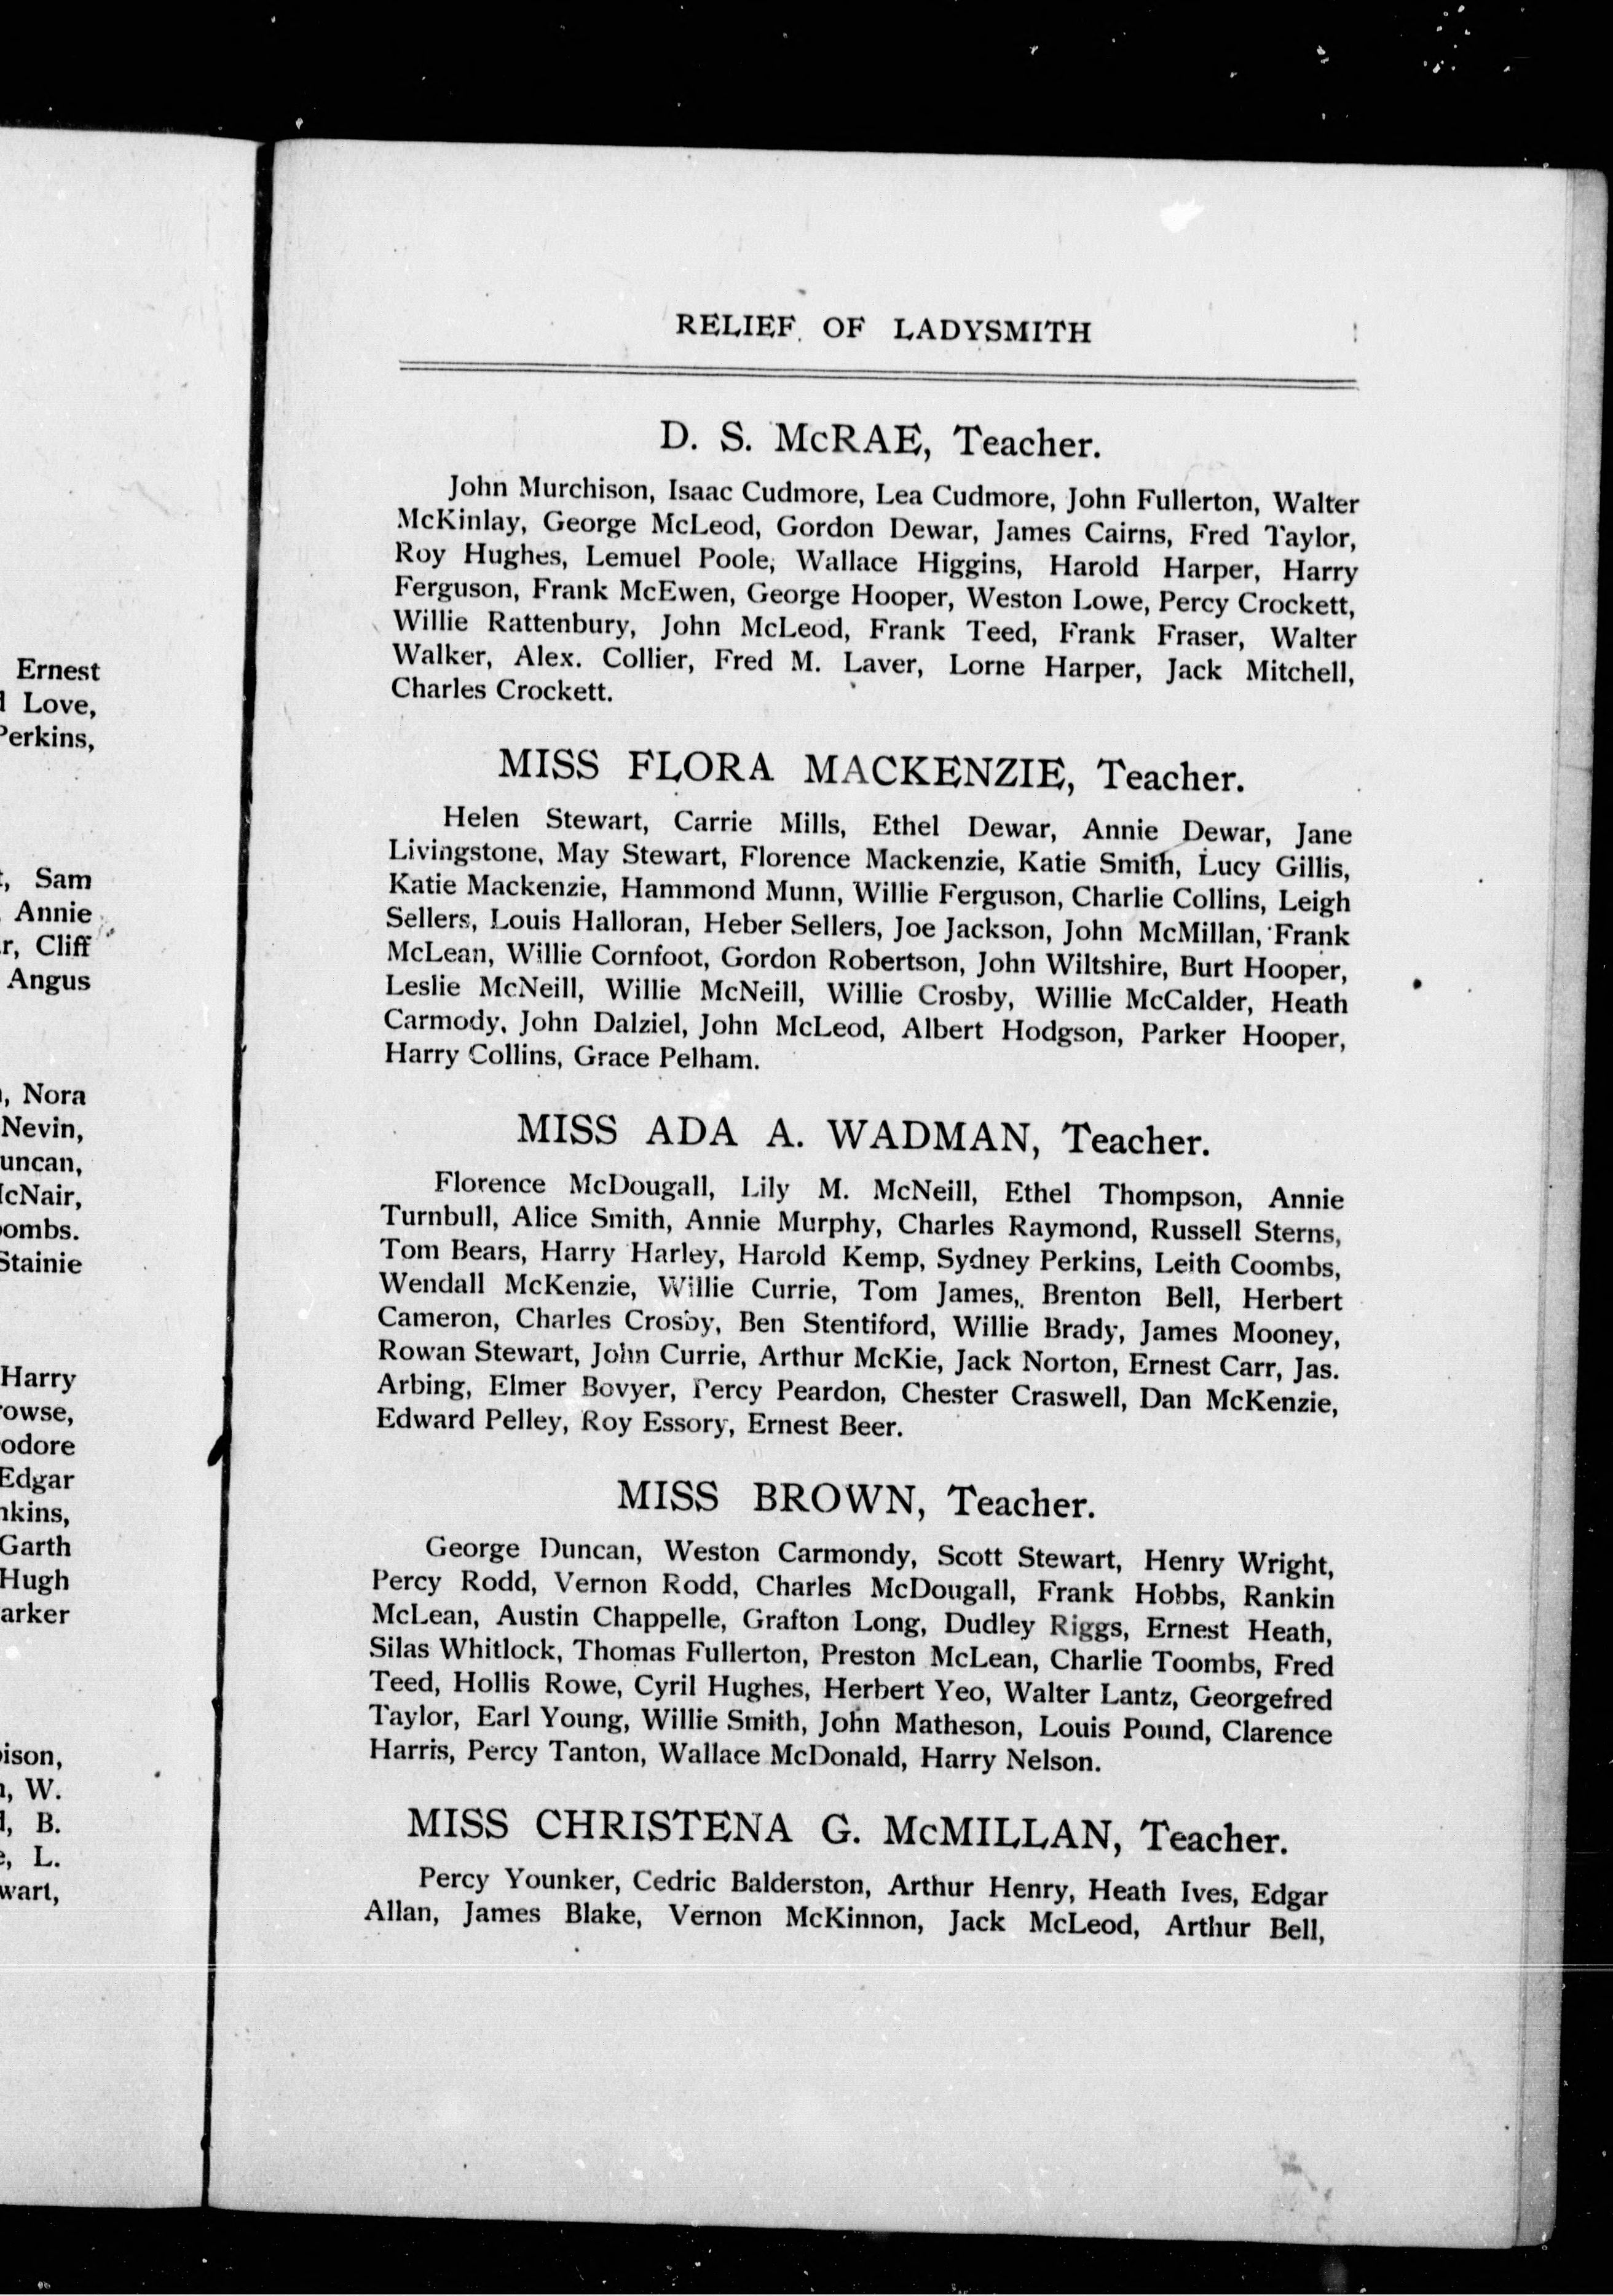 Ernest
Love,
Perkins,
Sam
Annie
Cliff
Angus
Nora
Nevin,
Stainie
Harry
Edgar
Garth
Hugh
W.
B.
L.
RELIEF OF LADYSMITH
D. S. McRAE, Teacher.
John Murchison, Isaac Cudmore, Lea Cudmore, John Fullerton, Walter
McKinlay, George McLeod, Gordon Dewar, James Cairns, Fred Taylor,
Roy Hughes, Lemuel Poole, Wallace Higgins, Harold Harper, Harry
Ferguson, Frank McEwen, George Hooper, Weston Lowe, Percy Crockett,
Willie Rattenbury, John McLeod, Frank Teed, Frank Fraser, Walter
Walker, Alex. Collier, Fred M. Laver, Lorne Harper, Jack Mitchell,
Charles Crockett.
MISS FLORA MACKENZIE, Teacher.
Helen Stewart, Carrie Mills, Ethel Dewar, Annie Dewar, Jane
Livingstone, May Stewart, Florence Mackenzie, Katie Smith, Lucy Gillis,
Katie Mackenzie, Hammond Munn, Willie Ferguson, Charlie Collins, Leigh
Sellers, Louis Halloran, Heber Sellers, Joe Jackson, John McMillan, Frank
McLean, Willie Cornfoot, Gordon Robertson, John Wiltshire, Burt Hooper,
Leslie McNeill, Willie McNeill, Willie Crosby, Willie McCalder, Heath
Carmody, John Dalziel, John McLeod, Albert Hodgson, Parker Hooper,
Harry Collins, Grace Pelham.
MISS ADA A. WADMAN, Teacher.
Florence McDougall, Lily M. McNeill, Ethel Thompson, Annie
Turnbull, Alice Smith, Annie Murphy, Charles Raymond, Russell Sterns,
Tom Bears, Harry Harley, Harold Kemp, Sydney Perkins, Leith Coombs,
Wendall McKenzie, Willie Currie, Tom James, Brenton Bell, Herbert
Cameron, Charles Crosby, Ben Stentiford, Willie Brady, James Mooney,
Rowan Stewart, John Currie, Arthur McKie, Jack Norton, Ernest Carr, Jas.
Arbing, Elmer Bovyer, Percy Peardon, Chester Craswell, Dan McKenzie,
Edward Pelley, Roy Essory, Ernest Beer.
MISS BROWN, Teacher.
George Duncan, Weston Carmondy, Scott Stewart, Henry Wright,
Percy Rodd, Vernon Rodd, Charles McDougall, Frank Hobbs, Rankin
McLean, Austin Chappelle, Grafton Long, Dudley Riggs, Ernest Heath,
Silas Whitlock, Thomas Fullerton, Preston McLean, Charlie Toombs, Fred
Teed, Hollis Rowe, Cyril Hughes, Herbert Yeo, Walter Lantz, Georgefred
Taylor, Earl Young, Willie Smith, John Matheson, Louis Pound, Clarence
Harris, Percy Tanton, Wallace McDonald, Harry Nelson.
MISS CHRISTENA G. McMILLAN, Teacher.
Percy Younker, Cedric Balderston, Arthur Henry, Heath Ives, Edgar
Allan, James Blake, Vernon McKinnon, Jack McLeod, Arthur Bell,